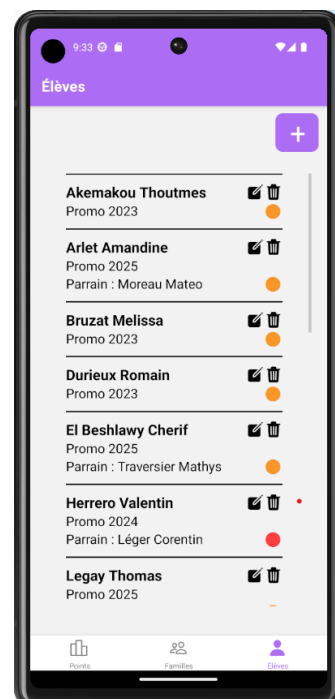 9:33
Élèves
+
Akemakou Thoutmes
Promo 2023
Arlet Amandine
Promo 2025
Parrain : Moreau Mateo
Bruzat Melissa
Promo 2023
Durieux Romain
Promo 2023
El Beshlawy Cherif
Promo 2025
Parrain : Traversier Mathys
Herrero Valentin
Promo 2024
Parrain : Léger Corentin
Legay Thomas
Promo 2025
Points
Familles
Elèves